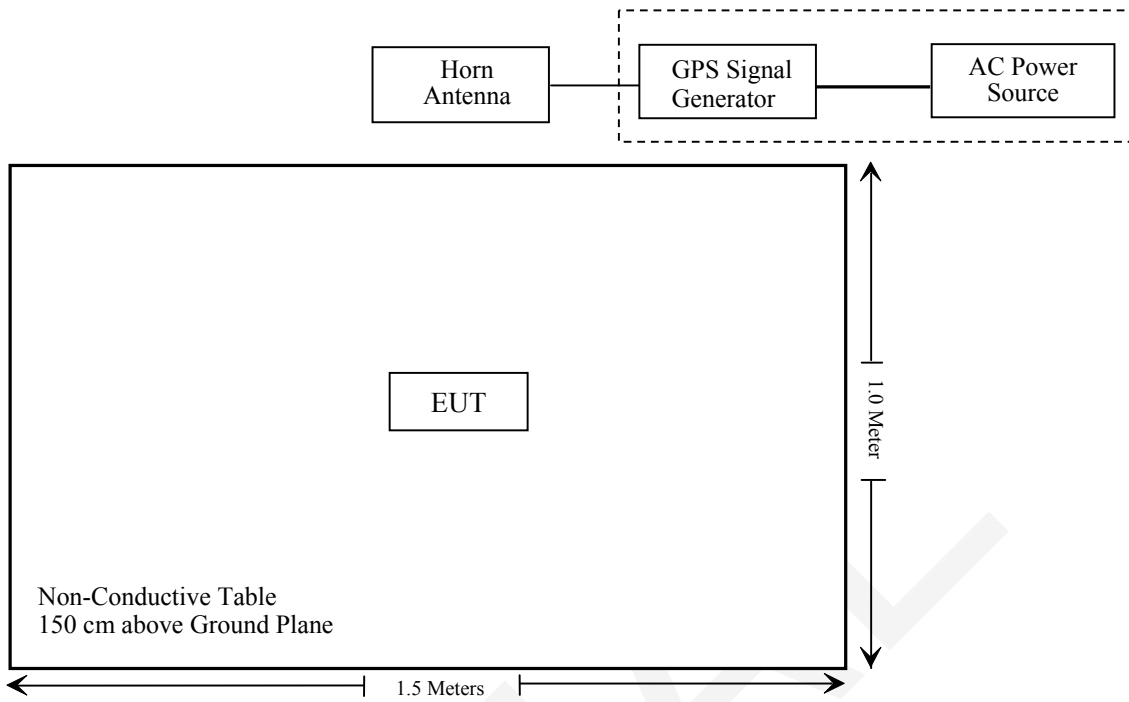 Horn
Antenna
GPS Signal
Generator
AC Power
Source
EUT
1.0 Meter
Non-Conductive Table
150 cm above Ground Plane
1.5 Meters